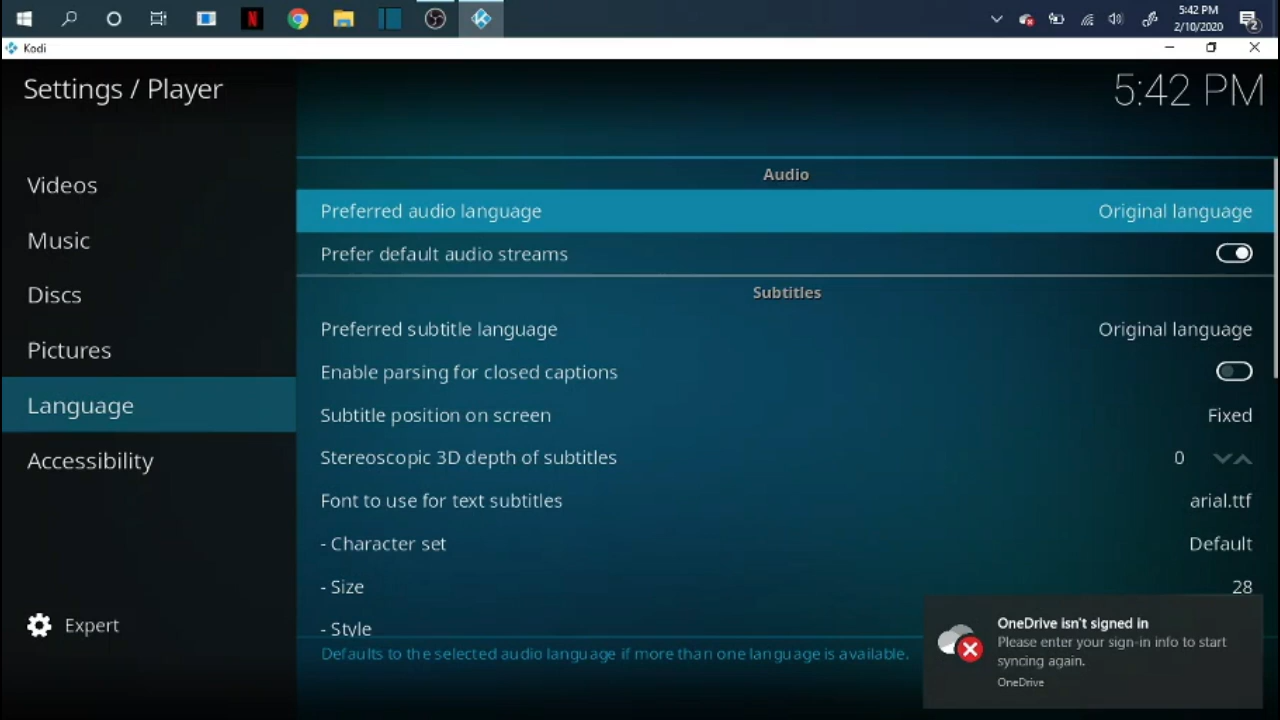 5:42 PM
2/10/2020
2
Kodi
Settings / Player
5:42 PM
Videos
Music
Discs
Pictures
Language
Accessibility
Expert
Audio
Preferred audio language Original language
Prefer default audio streams
Subtitles
Preferred subtitle language Original language
Enable parsing for closed captions
Subtitle position on screen Fixed
Stereoscopic 3D depth of subtitles 0
Font to use for text subtitles arial.ttf
- Character set Default
- Size 28
- Style
Defaults to the selected audio language if more than one language is available.
OneDrive isn't signed in
Please enter your sign-in info to start
syncing again.
OneDrive